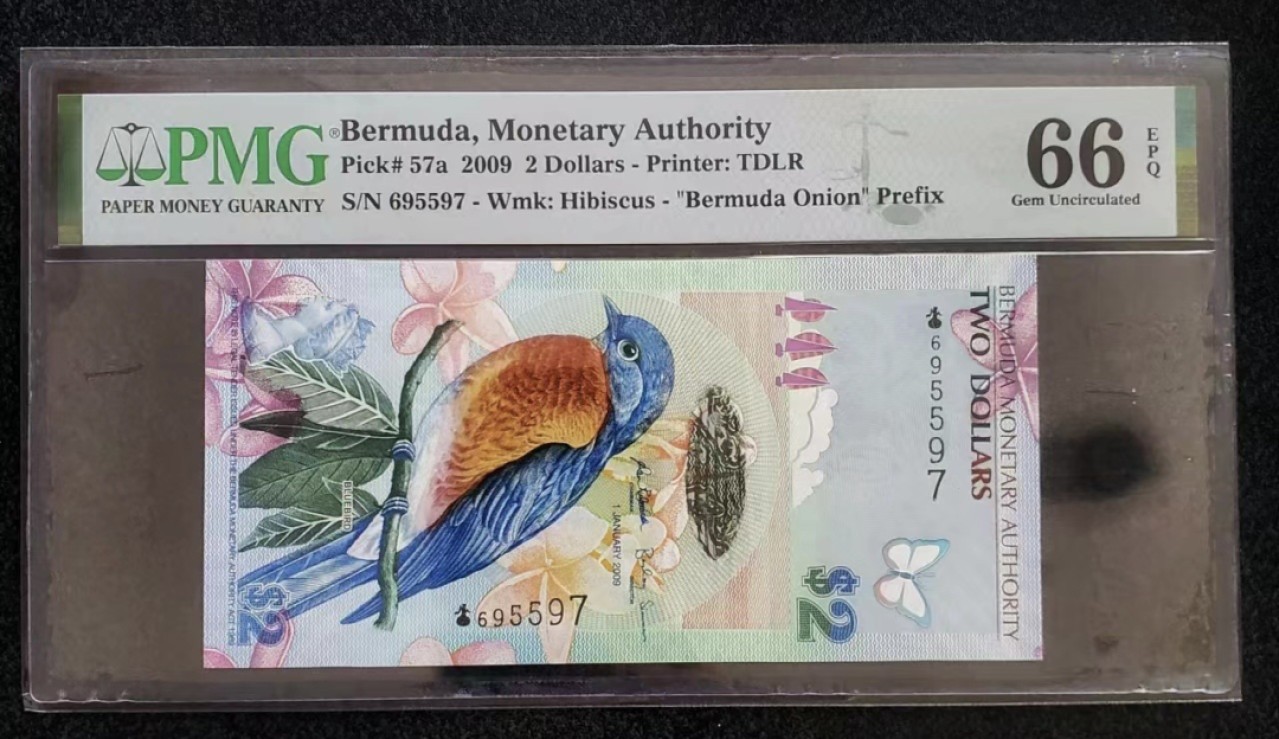 PMG®
PAPER MONEY GUARANTY
Bermuda, Monetary Authority
Pick# 57a 2009 2 Dollars - Printer: TDLR
S/N 695597 - Wmk: Hibiscus - "Bermuda Onion" Prefix
66
EPQ
Gem Uncirculated
BERMUDA MONETARY AUTHORITY
TWO DOLLARS
695597
BLUEBIRD
1 JANUARY 2009
695597
$2
$2